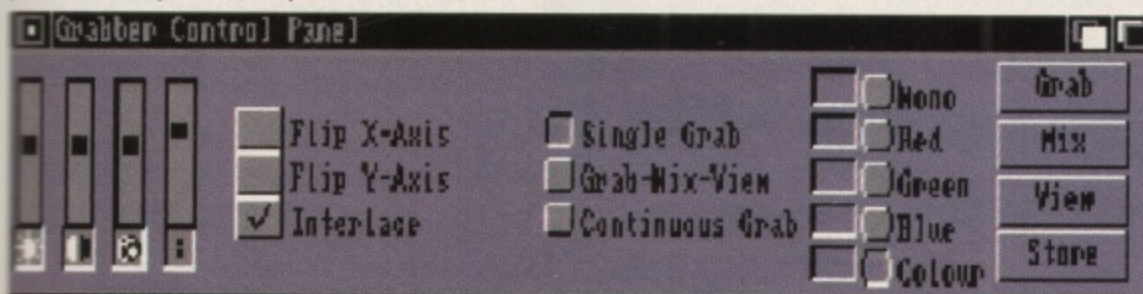 Grabber Control Panel
Flip X-Axis
Flip Y-Axis
Interlace
Single Grab
Grab-Mix-View
Continuous Grab
Mono
Red
Green
Blue
Colour
Grab
Mix
View
Store